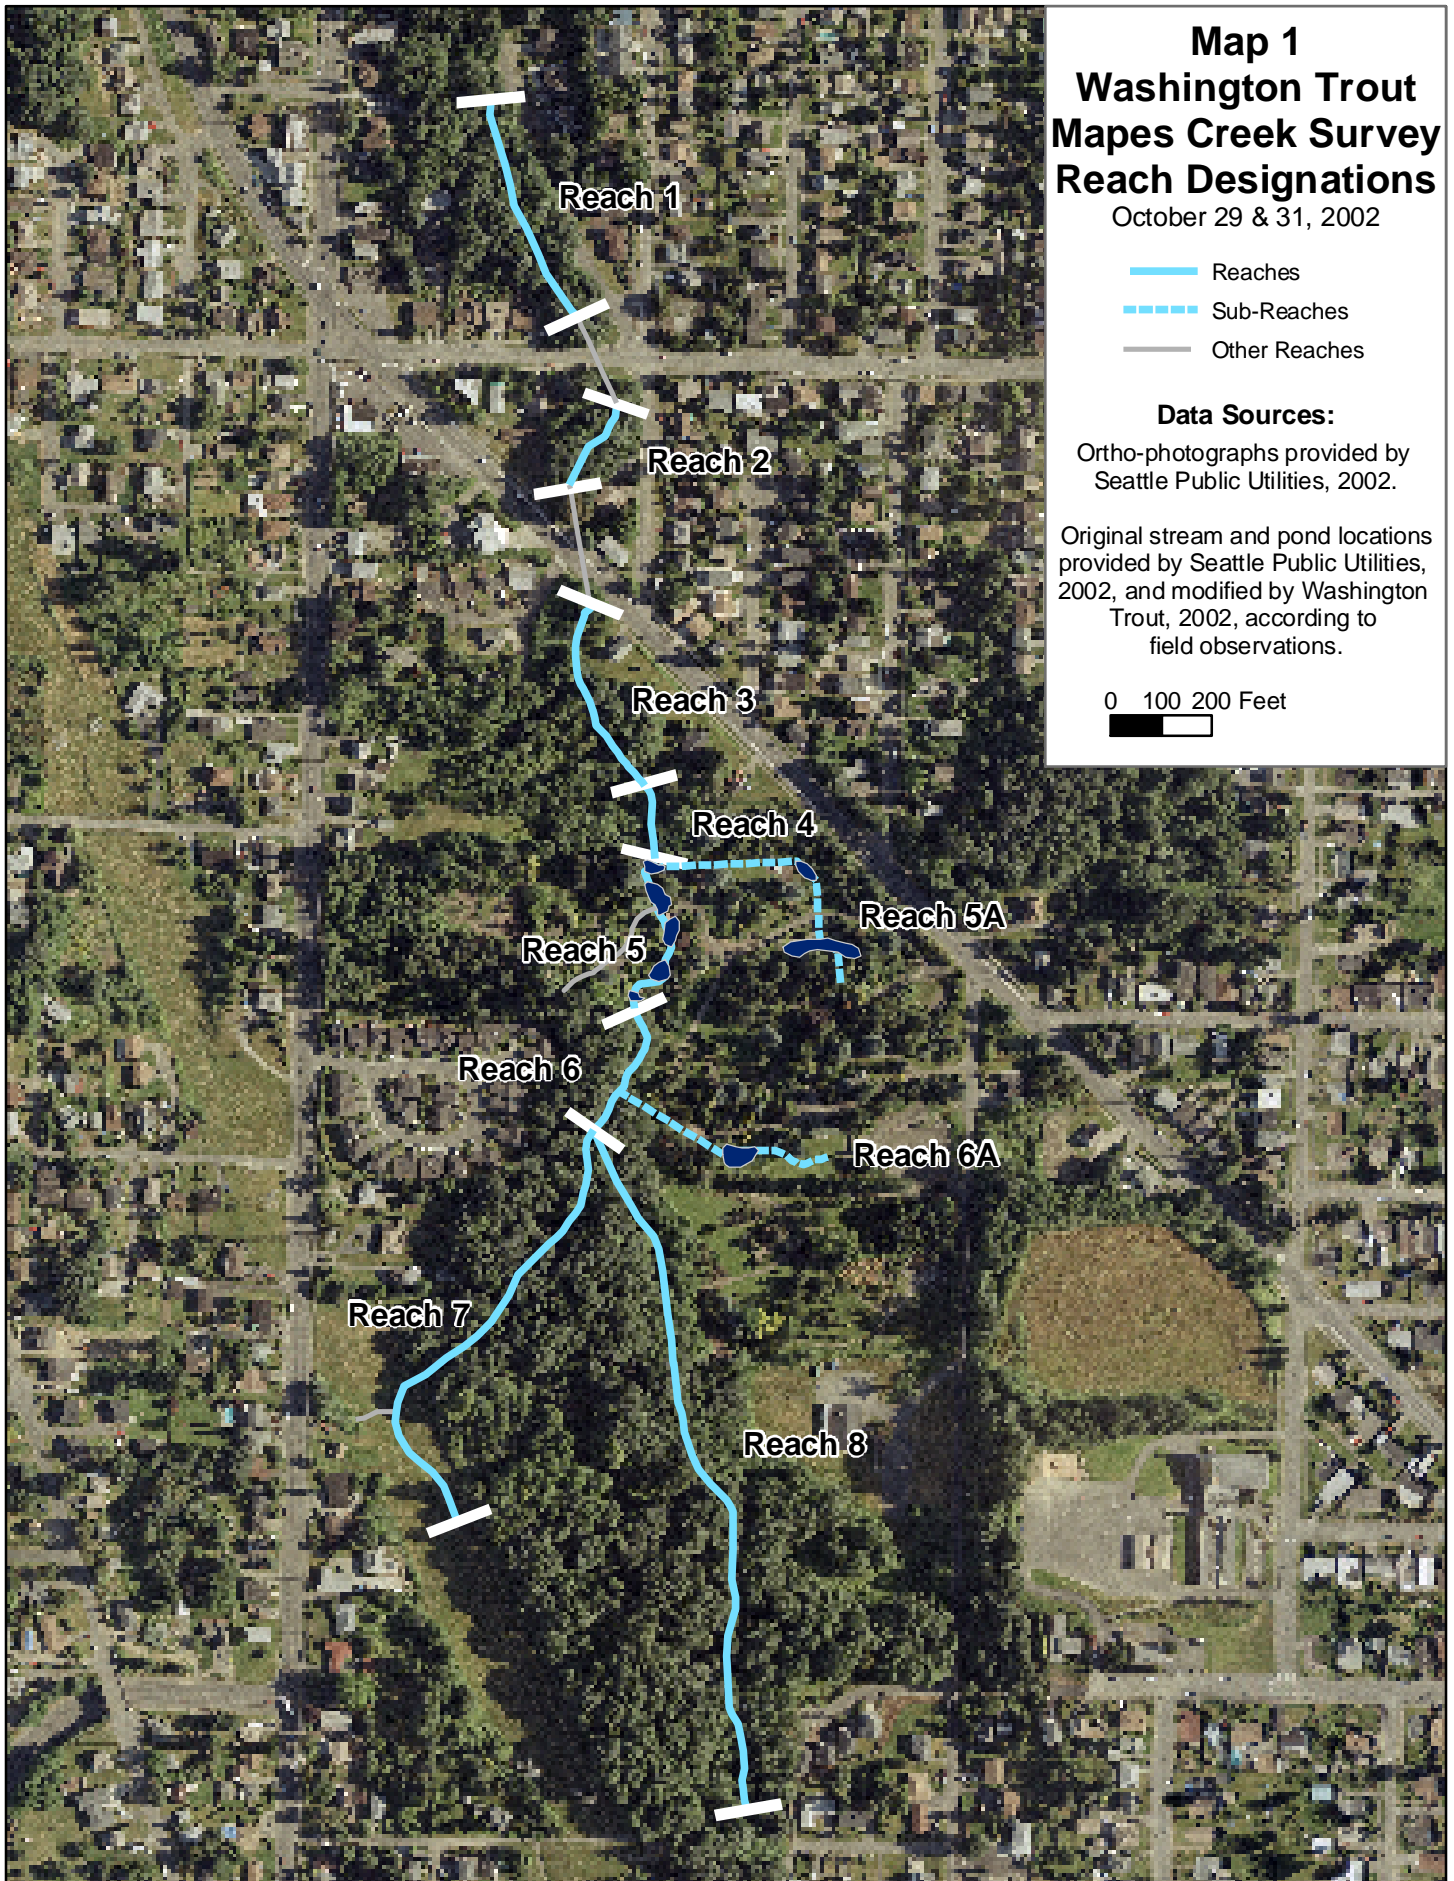 Map 1
Washington Trout
Mapes Creek Survey
Reach Designations
October 29 & 31, 2002
Reaches
Sub-Reaches
Other Reaches
Data Sources:
Ortho-photographs provided by
Seattle Public Utilities, 2002.
Original stream and pond locations
provided by Seattle Public Utilities,
2002, and modified by Washington
Trout, 2002, according to
field observations.
0 100 200 Feet
Reach 1
Reach 2
Reach 3
Reach 4
Reach 5A
Reach 5
Reach 6
Reach 6A
Reach 7
Reach 8